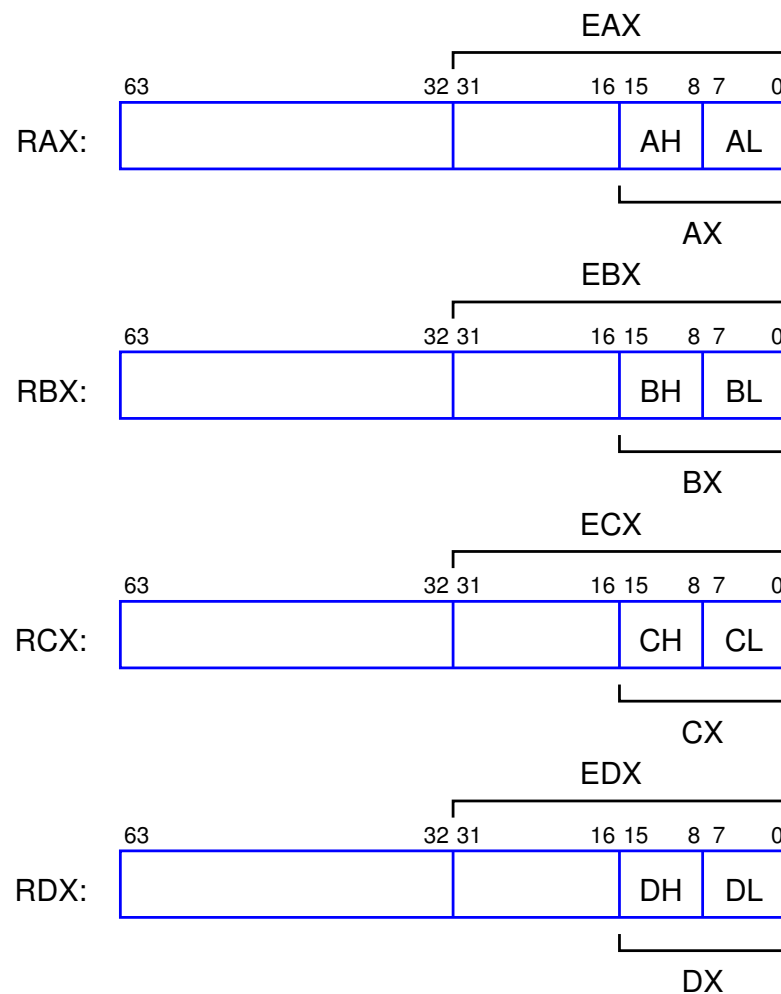 EAX
63 32 31 16 15 8 7 0
RAX: AH AL
AX
EBX
63 32 31 16 15 8 7 0
RBX: BH BL
BX
ECX
63 32 31 16 15 8 7 0
RCX: CH CL
CX
EDX
63 32 31 16 15 8 7 0
RDX: DH DL
DX